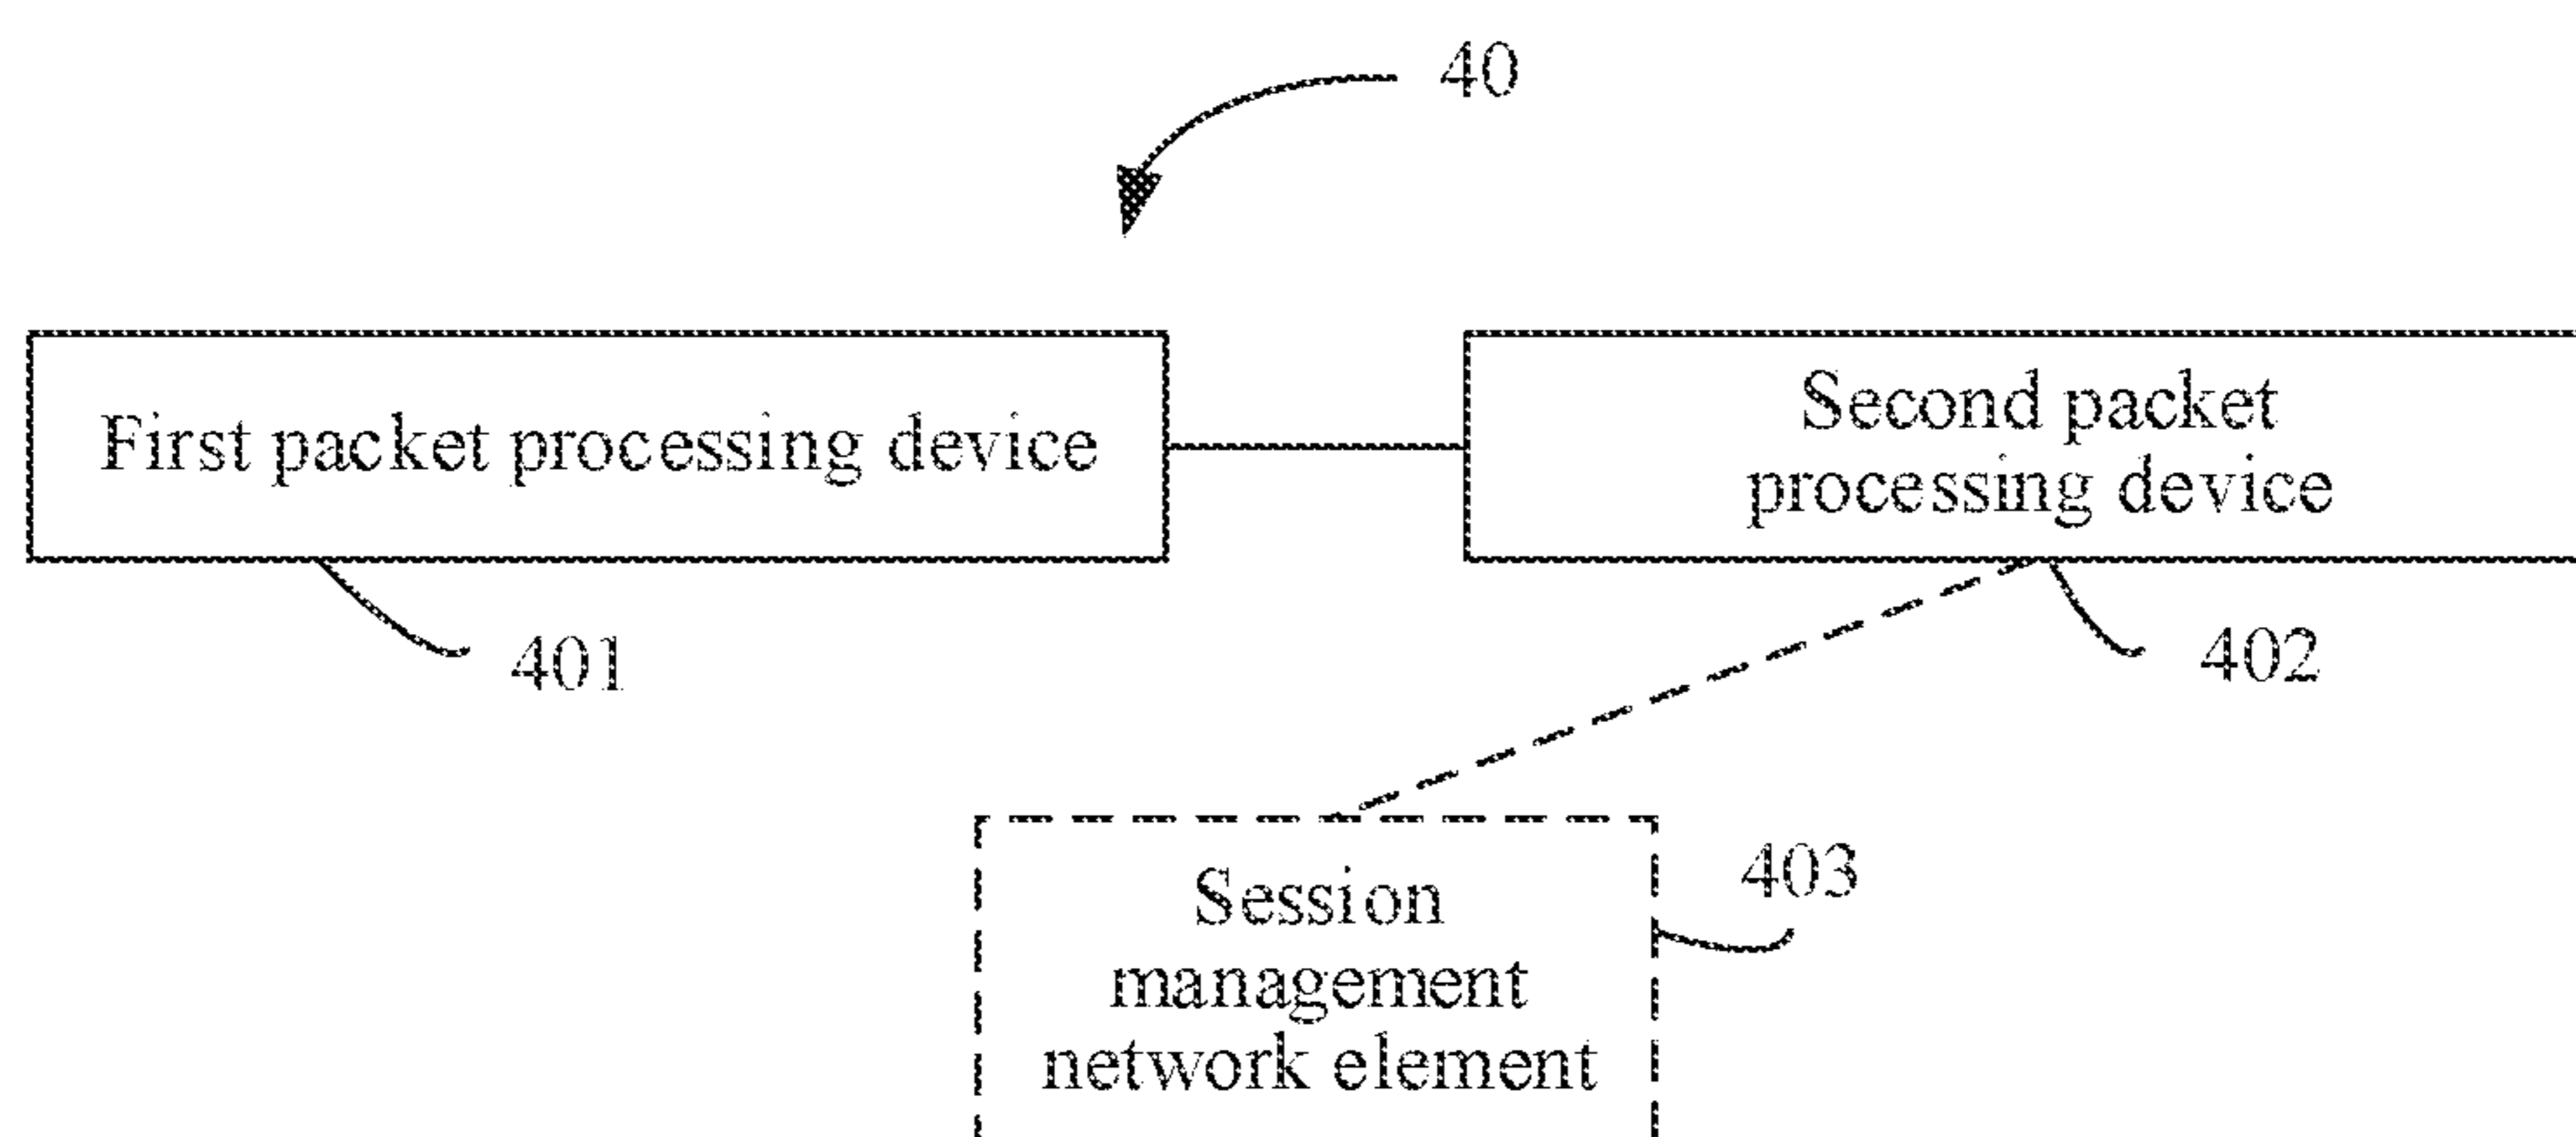 40
First packet processing device
Second packet
processing device
401
402
403
Session
management
network element